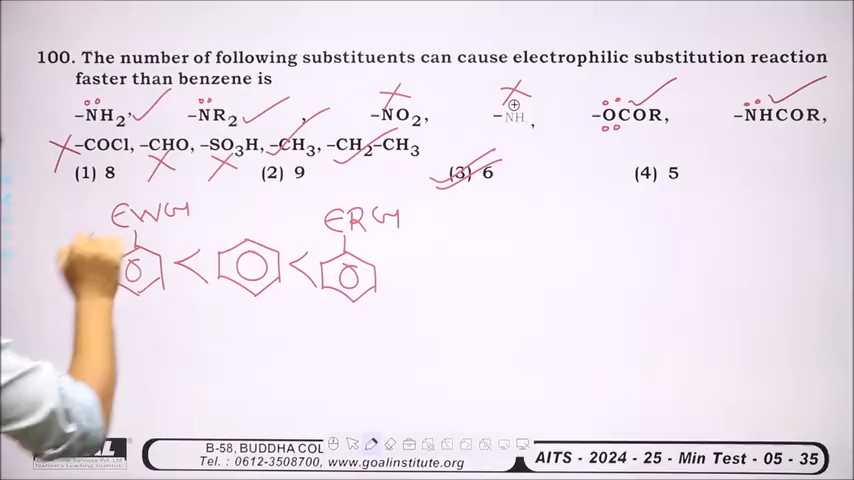 100. The number of following substituents can cause electrophilic substitution reaction
faster than benzene is
–NH2, –NR2, –NO2, –NH, –OCOR, –NHCOR,
–COCl, –CHO, –SO3H, –CH3, –CH2–CH3
(1) 8 (2) 9 (3) 6 (4) 5
EWG ERG
< <
B-58, BUDDHA COL
Tel. : 0612-3508700, www.goalinstitute.org
AITS - 2024 - 25 - Min Test - 05 - 35